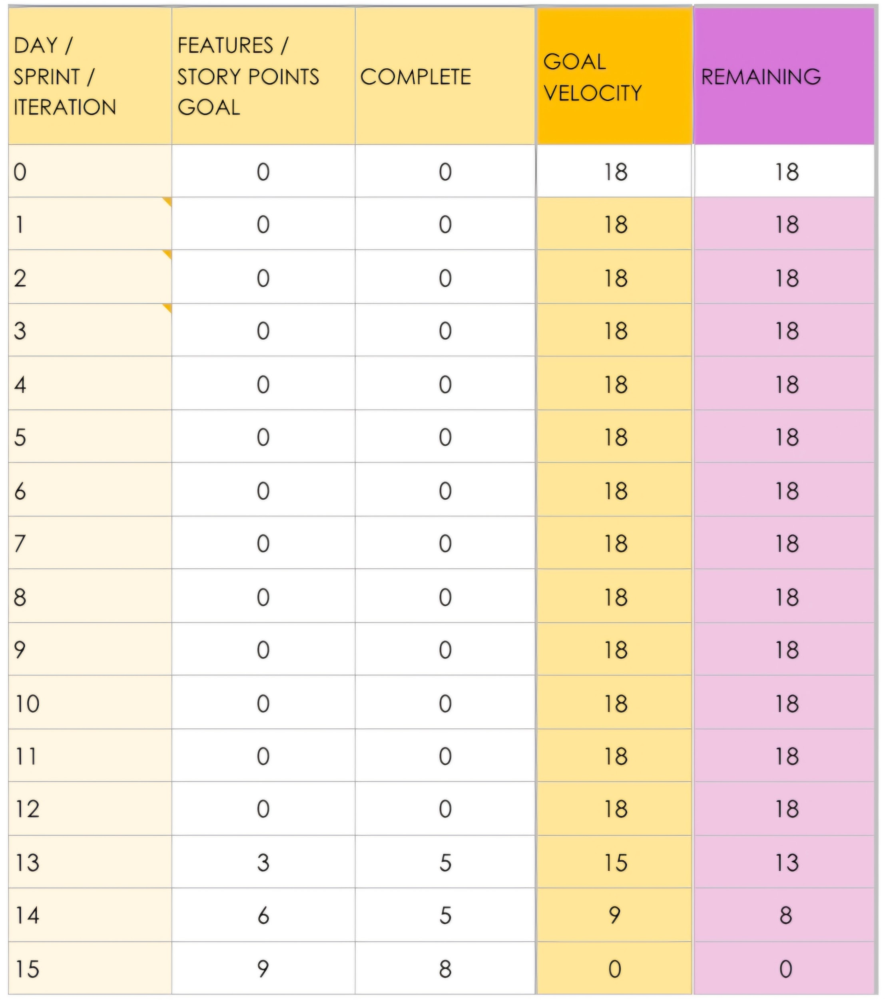 DAY / SPRINT / ITERATION FEATURES / STORY POINTS GOAL COMPLETE GOAL VELOCITY REMAINING
0 0 0 18 18
1 0 0 18 18
2 0 0 18 18
3 0 0 18 18
4 0 0 18 18
5 0 0 18 18
6 0 0 18 18
7 0 0 18 18
8 0 0 18 18
9 0 0 18 18
10 0 0 18 18
11 0 0 18 18
12 0 0 18 18
13 3 5 15 13
14 6 5 9 8
15 9 8 0 0